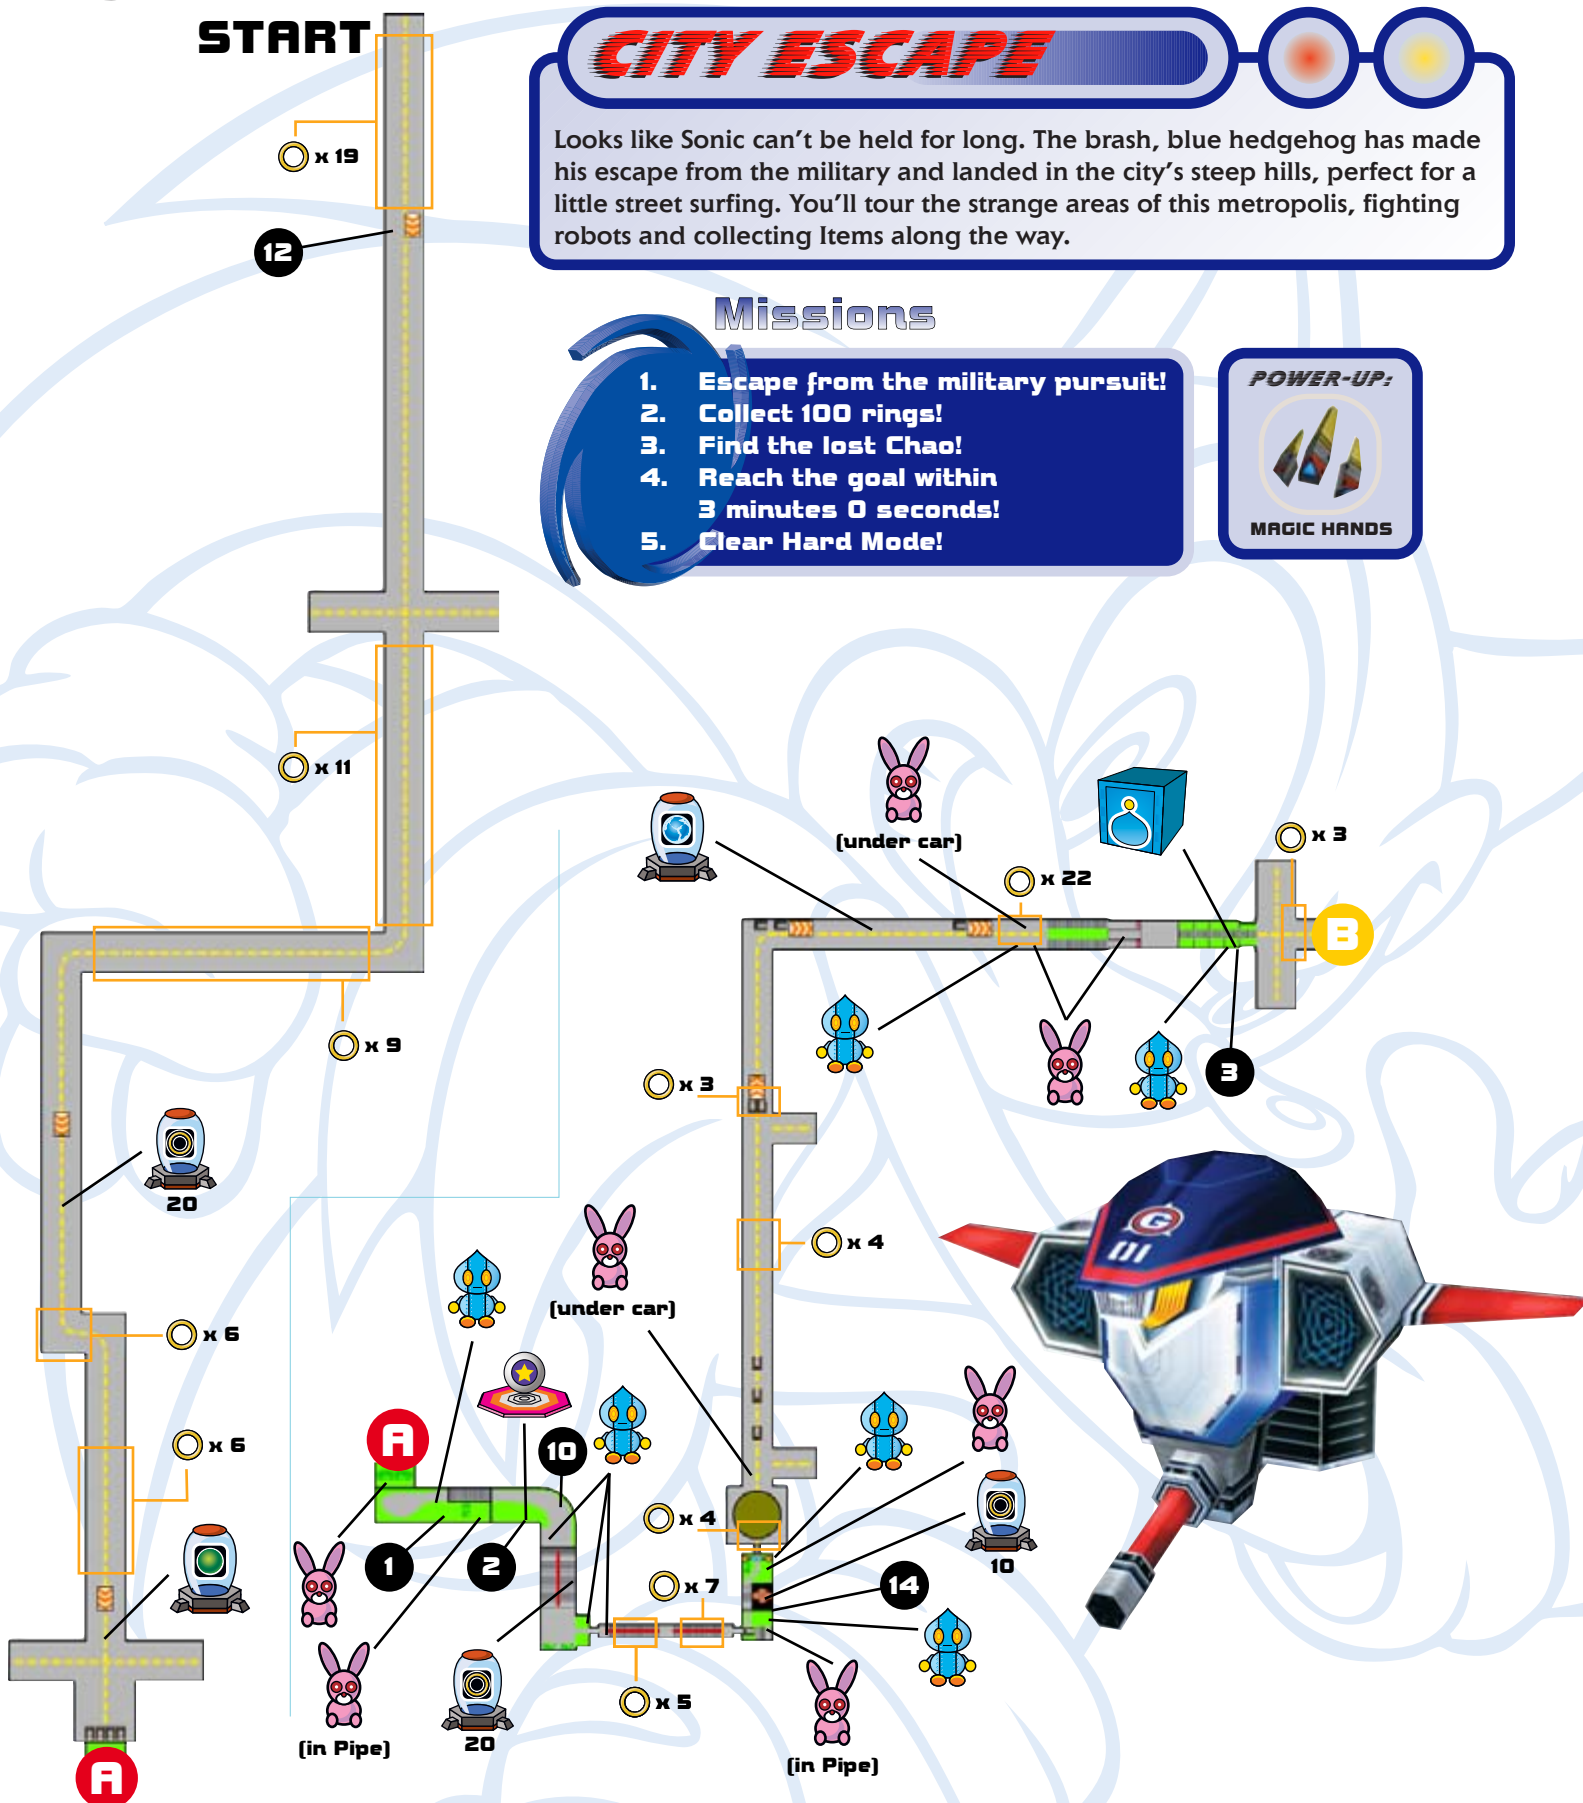 START
CITY ESCAPE
Looks like Sonic can't be held for long. The brash, blue hedgehog has made
his escape from the military and landed in the city's steep hills, perfect for a
little street surfing. You'll tour the strange areas of this metropolis, fighting
robots and collecting Items along the way.
Missions
1. Escape from the military pursuit!
2. Collect 100 rings!
3. Find the lost Chao!
4. Reach the goal within
3 minutes 0 seconds!
5. Clear Hard Mode!
POWER-UP:
MAGIC HANDS
x 19
12
x 11
x 9
20
x 6
x 6
A
(under car)
x 22
x 3
B
3
x 3
x 4
(under car)
G
01
A
10
x 4
1
2
x 7
14
10
x 5
(in Pipe)
20
(in Pipe)